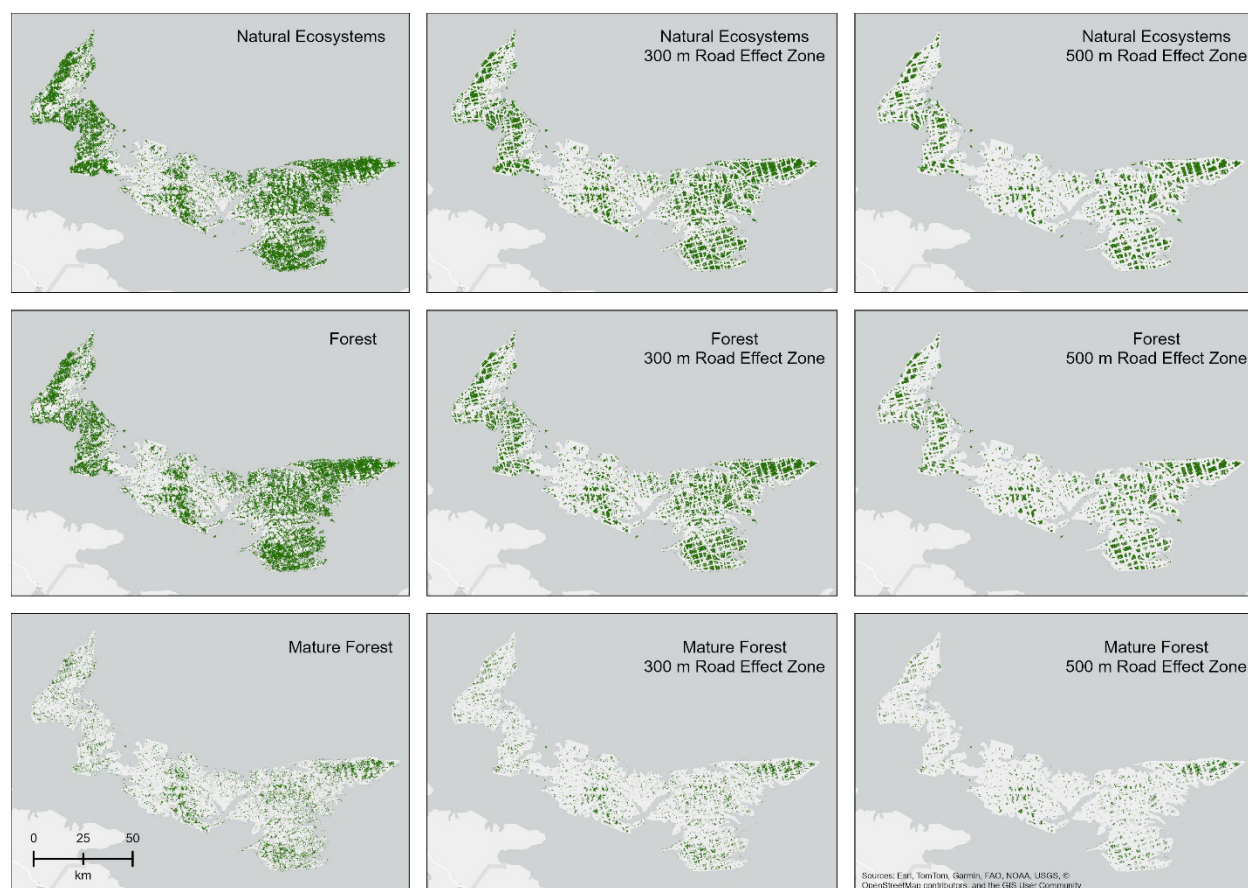 Natural Ecosystems
Natural Ecosystems
300 m Road Effect Zone
Natural Ecosystems
500 m Road Effect Zone
Forest
Forest
300 m Road Effect Zone
Forest
500 m Road Effect Zone
Mature Forest
Mature Forest
300 m Road Effect Zone
Mature Forest
500 m Road Effect Zone
0 25 50
km
Sources: Esri, TomTom, Garmin, FAO, NOAA, USGS, ©
OpenStreetMap contributors, and the GIS User Community